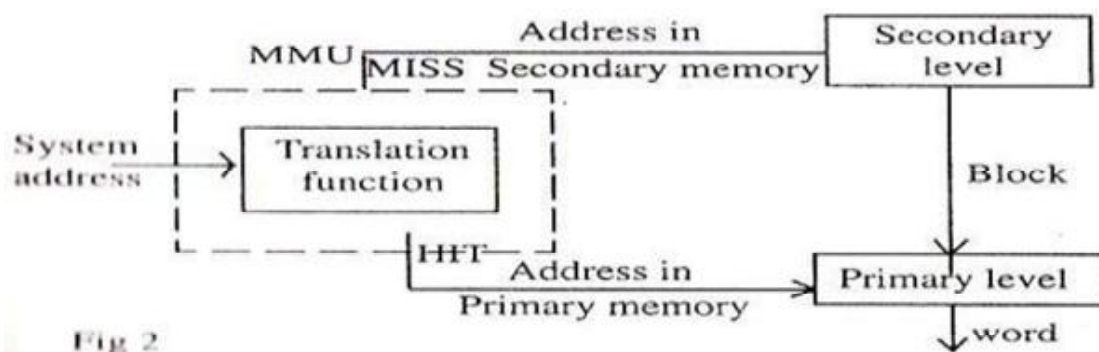 Address in
Secondary
level
MMU
MISS Secondary memory
System
address
Translation
function
Block
HIT
Address in
Primary memory
Primary level
word
Fig 2